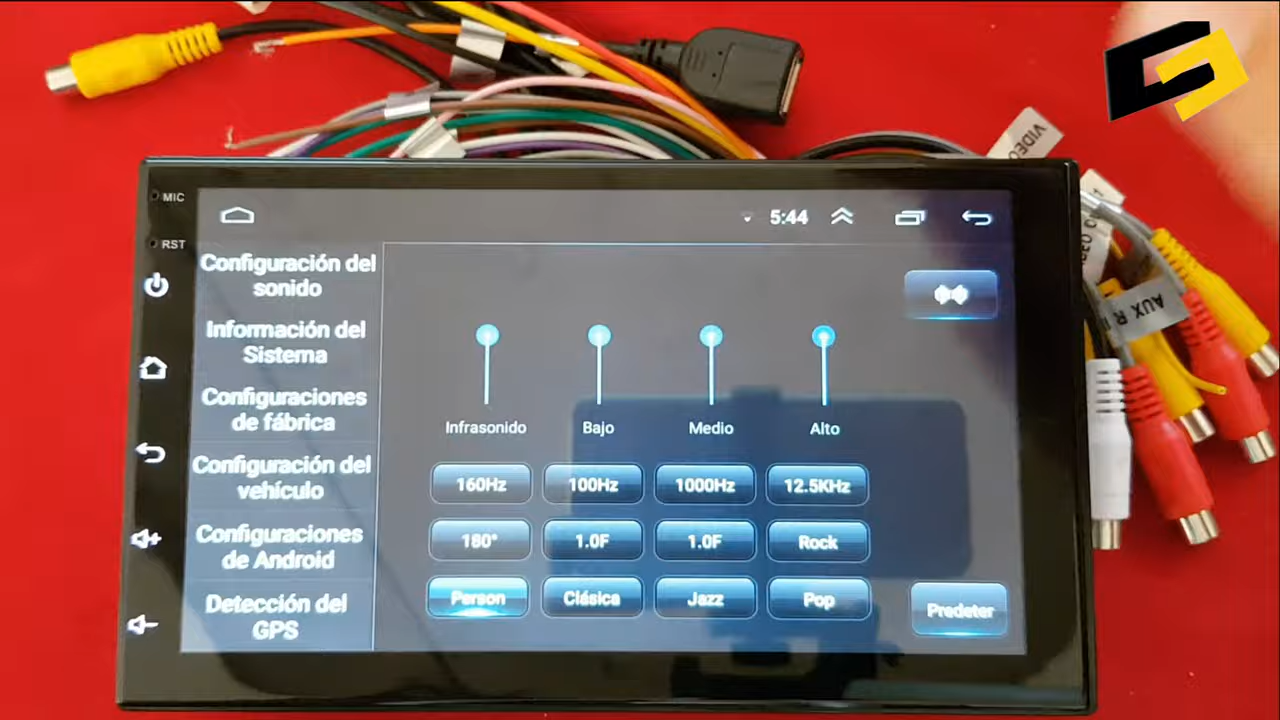 VIDEO
MIC
RST
5:44
Configuración del
sonido
Información del
Sistema
Configuraciones
de fábrica
Configuración del
vehículo
Configuraciones
de Android
Detección del
GPS
Infrasonido
Bajo
Medio
Alto
160Hz
100Hz
1000Hz
12.5KHz
180°
1.0F
1.0F
Rock
Person
Clásica
Jazz
Pop
Predeter
AUX R